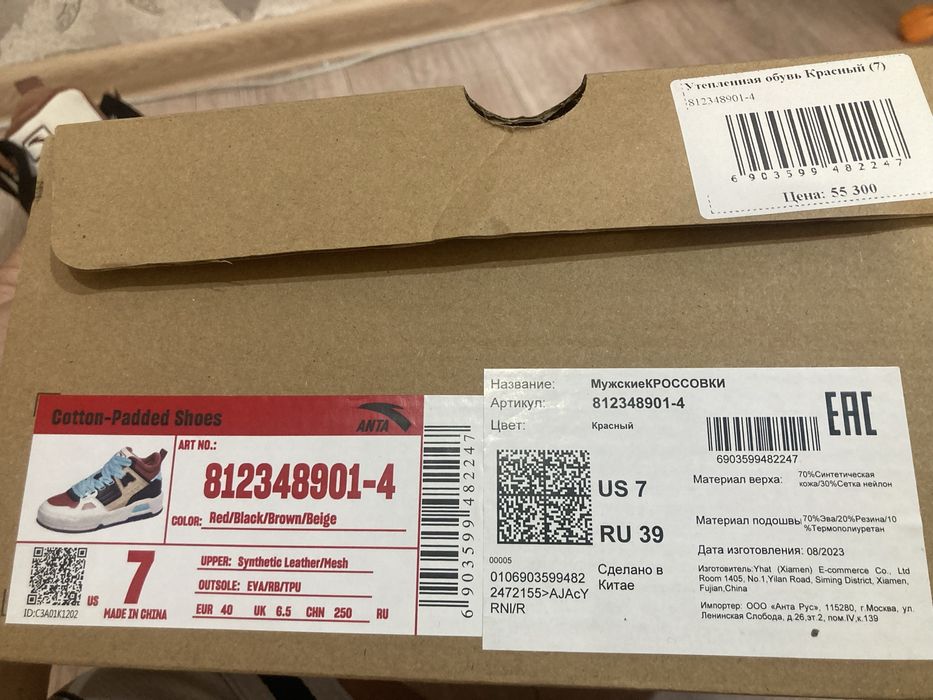 Утепленная обувь Красный (7)
812348901-4
6 903599 482247
Цена: 55 300
Cotton-Padded Shoes
ANTA
ART NO.:
812348901-4
COLOR: Red/Black/Brown/Beige
US 7
MADE IN CHINA
ID:C3A01K1202
UPPER: Synthetic Leather/Mesh
OUTSOLE: EVA/RB/TPU
EUR 40 UK 6.5 CHN 250 RU
6 903599 482247
Название: МужскиеКРОССОВКИ
Артикул: 812348901-4
Цвет: Красный
EAC
6903599482247
US 7
RU 39
Сделано в
Китае
00005
0106903599482
2472155>AJAcY
RNI/R
Материал верха: 70%Синтетическая
кожа/30%Сетка нейлон
Материал подошвы 70%Эва/20%Резина/10
%Термополиуретан
Дата изготовления: 08/2023
Изготовитель:Yhat (Xiamen) E-commerce Co., Ltd
Room 1405, No.1,Yilan Road, Siming District, Xiamen,
Fujian,China
Импортер: ООО «Анта Рус», 115280, г.Москва, ул.
Ленинская Слобода, д.26,эт.2, пом.IV,к.139